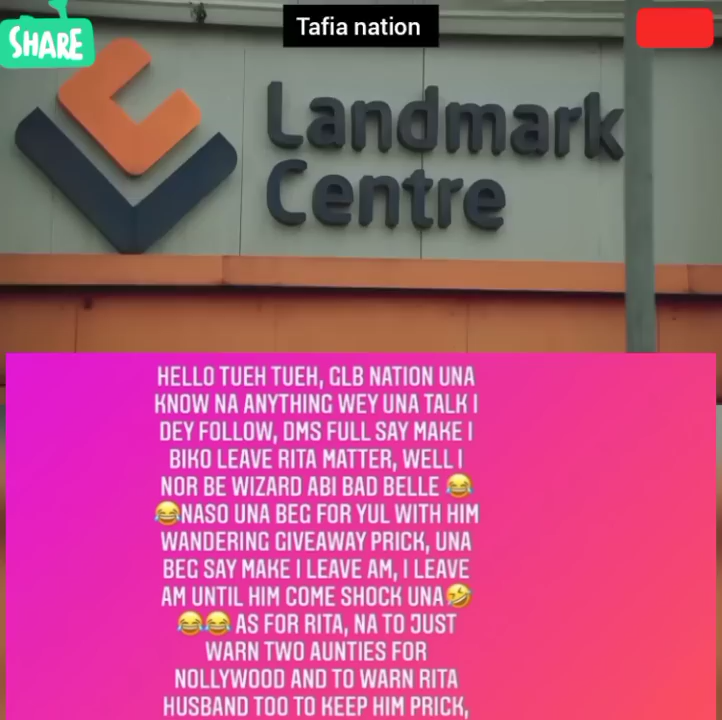 SHARE
Tafia nation
Landmark
Centre
HELLO TUEH TUEH, GLB NATION UNA
KNOW NA ANYTHING WEY UNA TALK I
DEY FOLLOW, DMS FULL SAY MAKE I
BIKO LEAVE RITA MATTER, WELL I
NOR BE WIZARD ABI BAD BELLE 😂
😂NASO UNA BEG FOR YUL WITH HIM
WANDERING GIVEAWAY PRICK, UNA
BEG SAY MAKE I LEAVE AM, I LEAVE
AM UNTIL HIM COME SHOCK UNA🤣
😂😂 AS FOR RITA, NA TO JUST
WARN TWO AUNTIES FOR
NOLLYWOOD AND TO WARN RITA
HUSBAND TOO TO KEEP HIM PRICK,